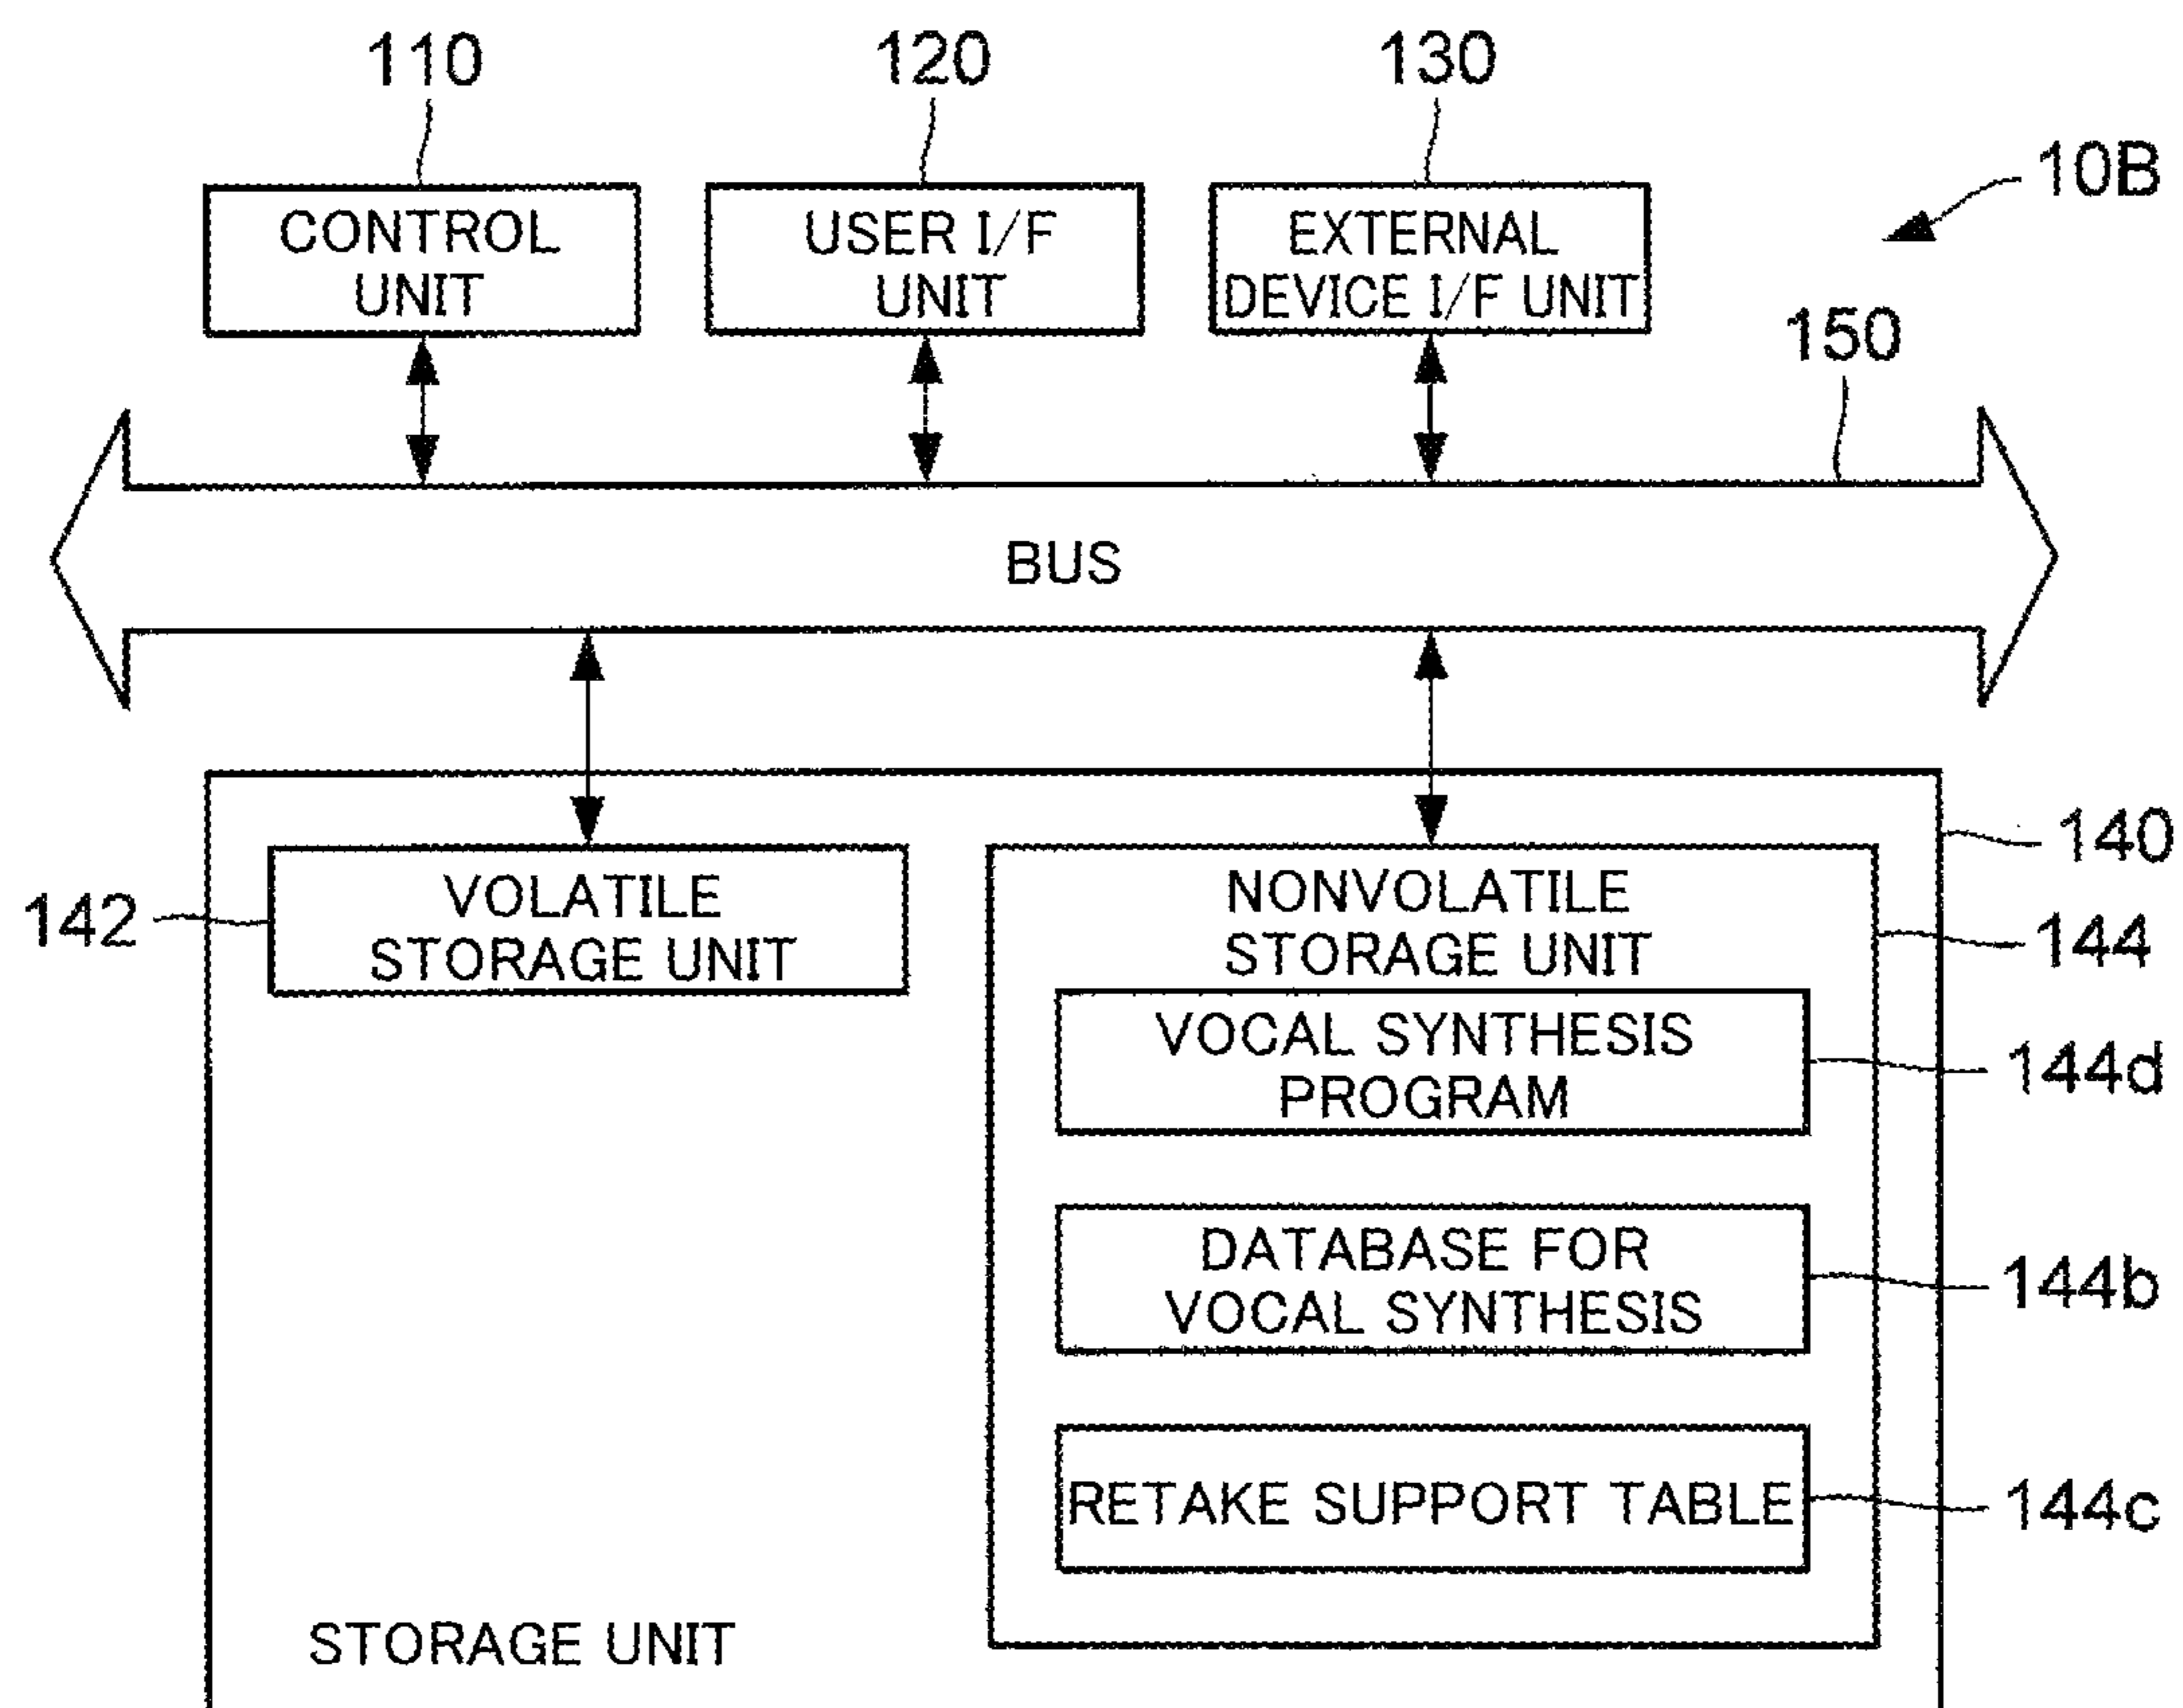 110
120
130
10B
CONTROL
UNIT
USER I/F
UNIT
EXTERNAL
DEVICE I/F UNIT
150
BUS
140
142
VOLATILE
STORAGE UNIT
NONVOLATILE
STORAGE UNIT
144
VOCAL SYNTHESIS
PROGRAM
144d
DATABASE FOR
VOCAL SYNTHESIS
144b
RETAKE SUPPORT TABLE
144c
STORAGE UNIT